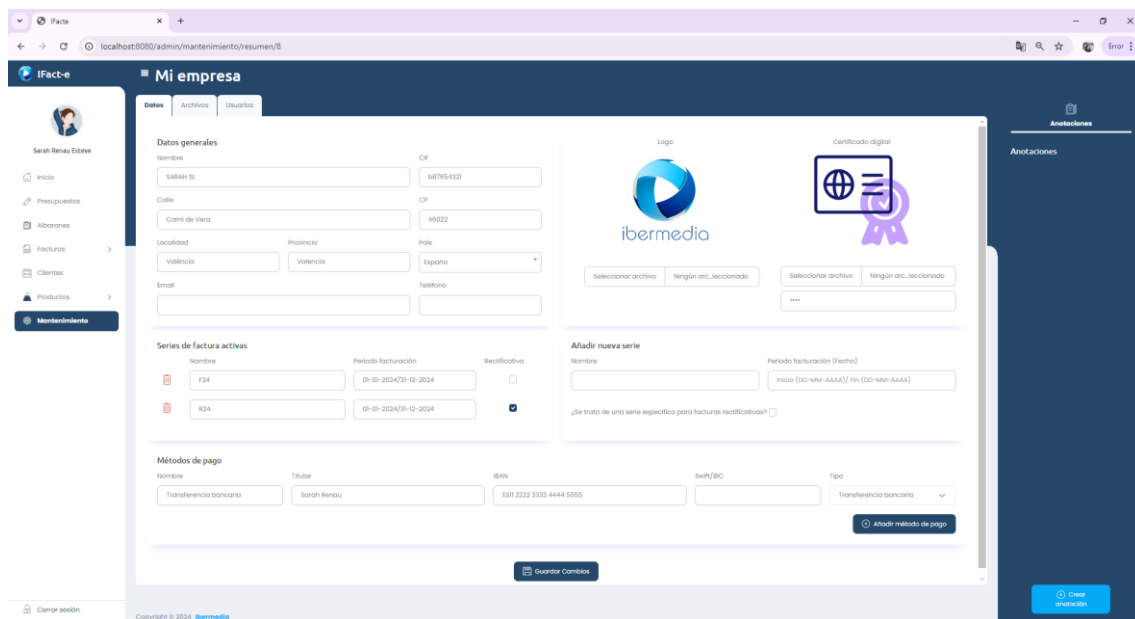 IFacte
localhost:8080/admin/mantenimiento/resumen/8
Error
IFact-e
Mi empresa
Sarah Renau Esteve
Inicio
Presupuestos
Albaranes
Facturas
Clientes
Productos
Mantenimiento
Cerrar sesión
Datos Archivos Usuarios
Datos generales
Nombre CIF
SARAH SL b87654321
Calle CP
Camí de Vera 46022
Localidad Provincia País
València Valencia España
Email Teléfono
Logo
ibermedia
Seleccionar archivo Ningún arc...leccionado
Certificado digital
Seleccionar archivo Ningún arc...leccionado
••••
Series de factura activas
Nombre Periodo facturación Rectificativa
F24 01-01-2024/31-12-2024
R24 01-01-2024/31-12-2024
Añadir nueva serie
Nombre Periodo facturación (Fecha)
Inicio (DD-MM-AAAA)/ Fin (DD-MM-AAAA)
¿Se trata de una serie específica para facturas rectificativas?
Métodos de pago
Nombre Titular IBAN Swift/BIC Tipo
Transferencia bancaria Sarah Renau ES11 2222 3333 4444 5555 Transferencia bancaria
Añadir método de pago
Guardar Cambios
Copyright © 2024 Ibermedia
Anotaciones
Anotaciones
Crear
anotación